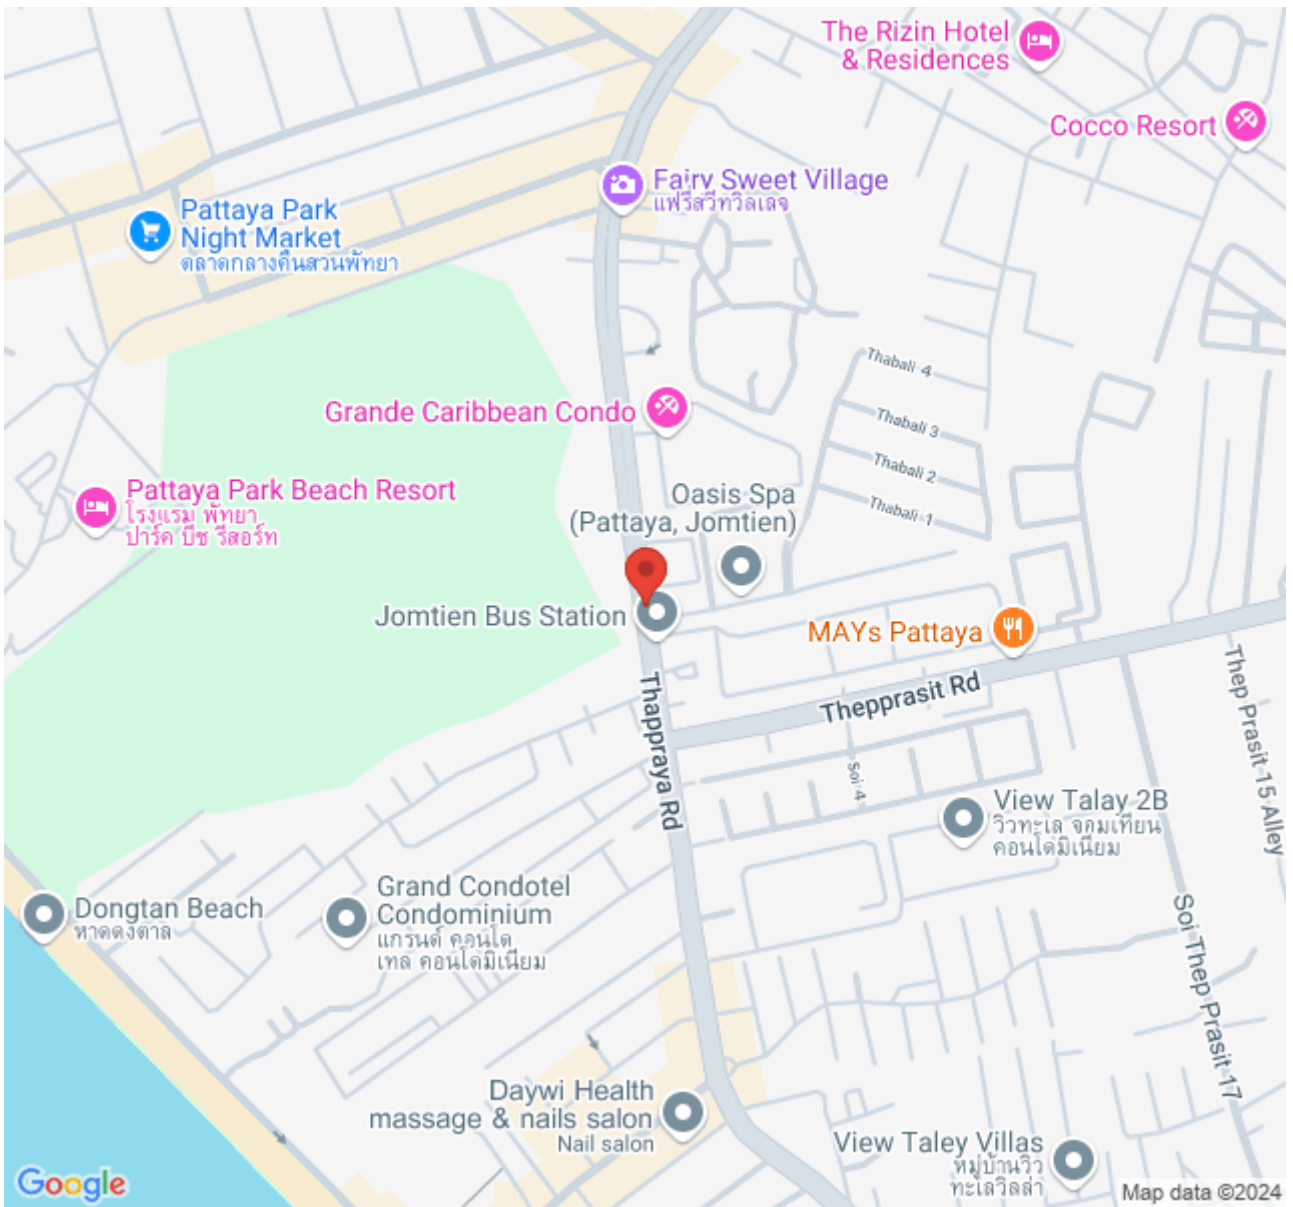 The Rizin Hotel
& Residences
Cocco Resort
Fairy Sweet Village
แฟรี่สวีทวิลเลจ
Pattaya Park
Night Market
ตลาดกลางคืนสวนพัทยา
Thabali 4
Grande Caribbean Condo
Thabali 3
Thabali 2
Pattaya Park Beach Resort
โรงแรม พัทยา
ปาร์ค บีช รีสอร์ท
Oasis Spa
(Pattaya, Jomtien)
Thabali 1
Jomtien Bus Station
MAYs Pattaya
Thepprasit Rd
Thappraya Rd
Thep Prasit 15 Alley
Soi 4
View Talay 2B
วิวทะเล จอมเทียน
คอนโดมิเนียม
Grand Condotel
Condominium
แกรนด์ คอนโด
เทล คอนโดมิเนียม
Dongtan Beach
หาดดงตาล
Soi Thep Prasit 17
Daywi Health
massage & nails salon
Nail salon
View Taley Villas
หมู่บ้านวิว
ทะเลวิลล่า
Google
Map data ©2024